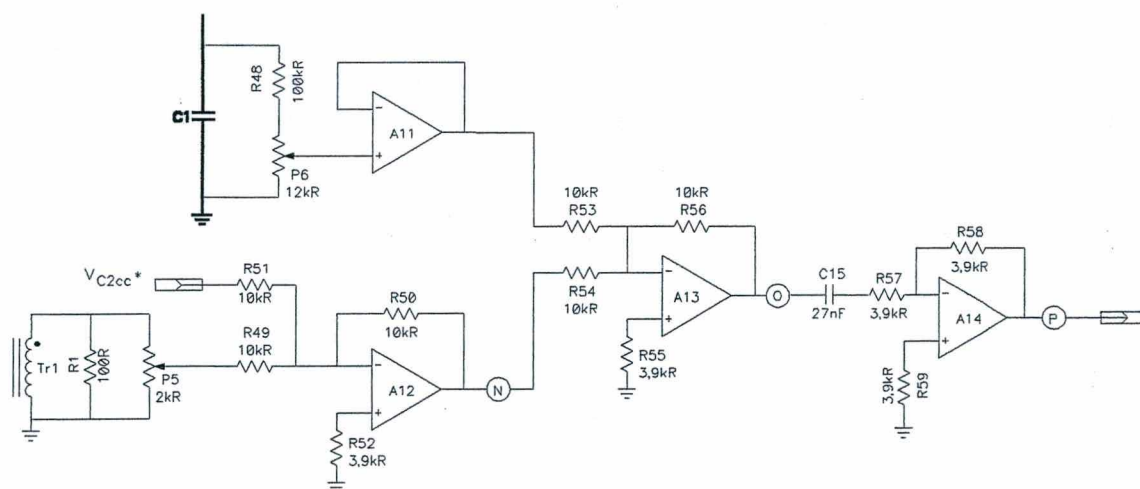 C1
R48
100kR
P6
12kR
-
+
A11
10kR
R53
10kR
R56
V C2cc*
R51
10kR
R49
10kR
R50
10kR
Tr1
R1
100R
P5
2kR
-
+
A12
N
R52
3,9kR
R54
10kR
-
+
A13
O
R55
3,9kR
C15
27nF
R57
3,9kR
R58
3,9kR
-
+
A14
P
3,9kR
R59